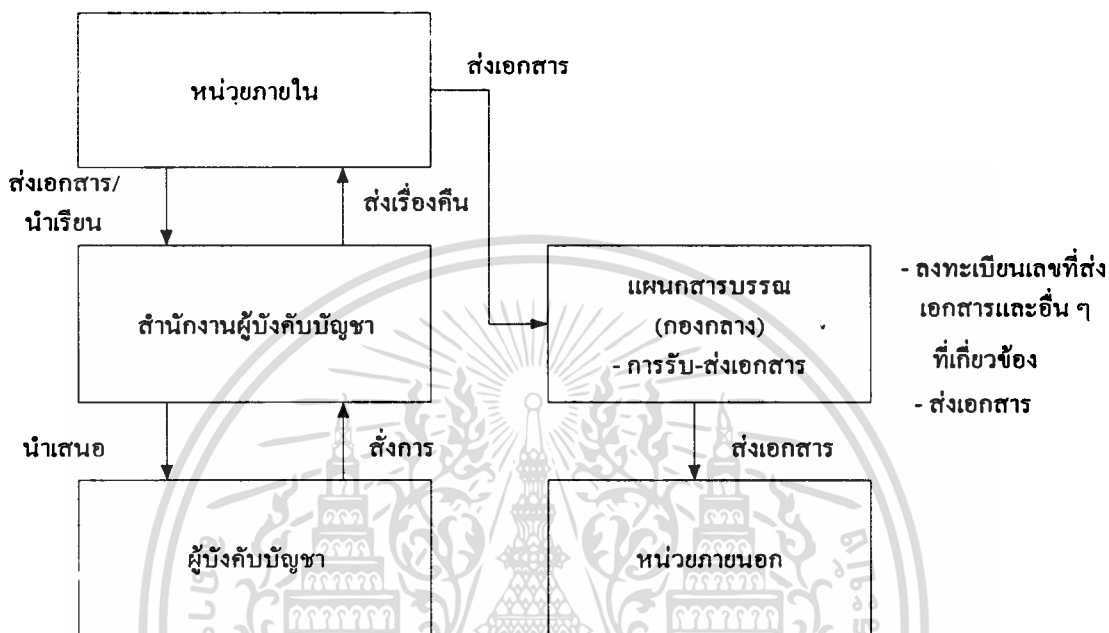 หน่วยภายใน
ส่งเอกสาร
ส่งเอกสาร/
นำเรียน
ส่งเรื่องคืน
สำนักงานผู้บังคับบัญชา
แผนกสารบรรณ
(กองกลาง)
- การรับ-ส่งเอกสาร
- ลงทะเบียนเลขที่ส่ง
เอกสารและอื่น ๆ
ที่เกี่ยวข้อง
- ส่งเอกสาร
นำเสนอ
สั่งการ
ส่งเอกสาร
ผู้บังคับบัญชา
หน่วยภายนอก